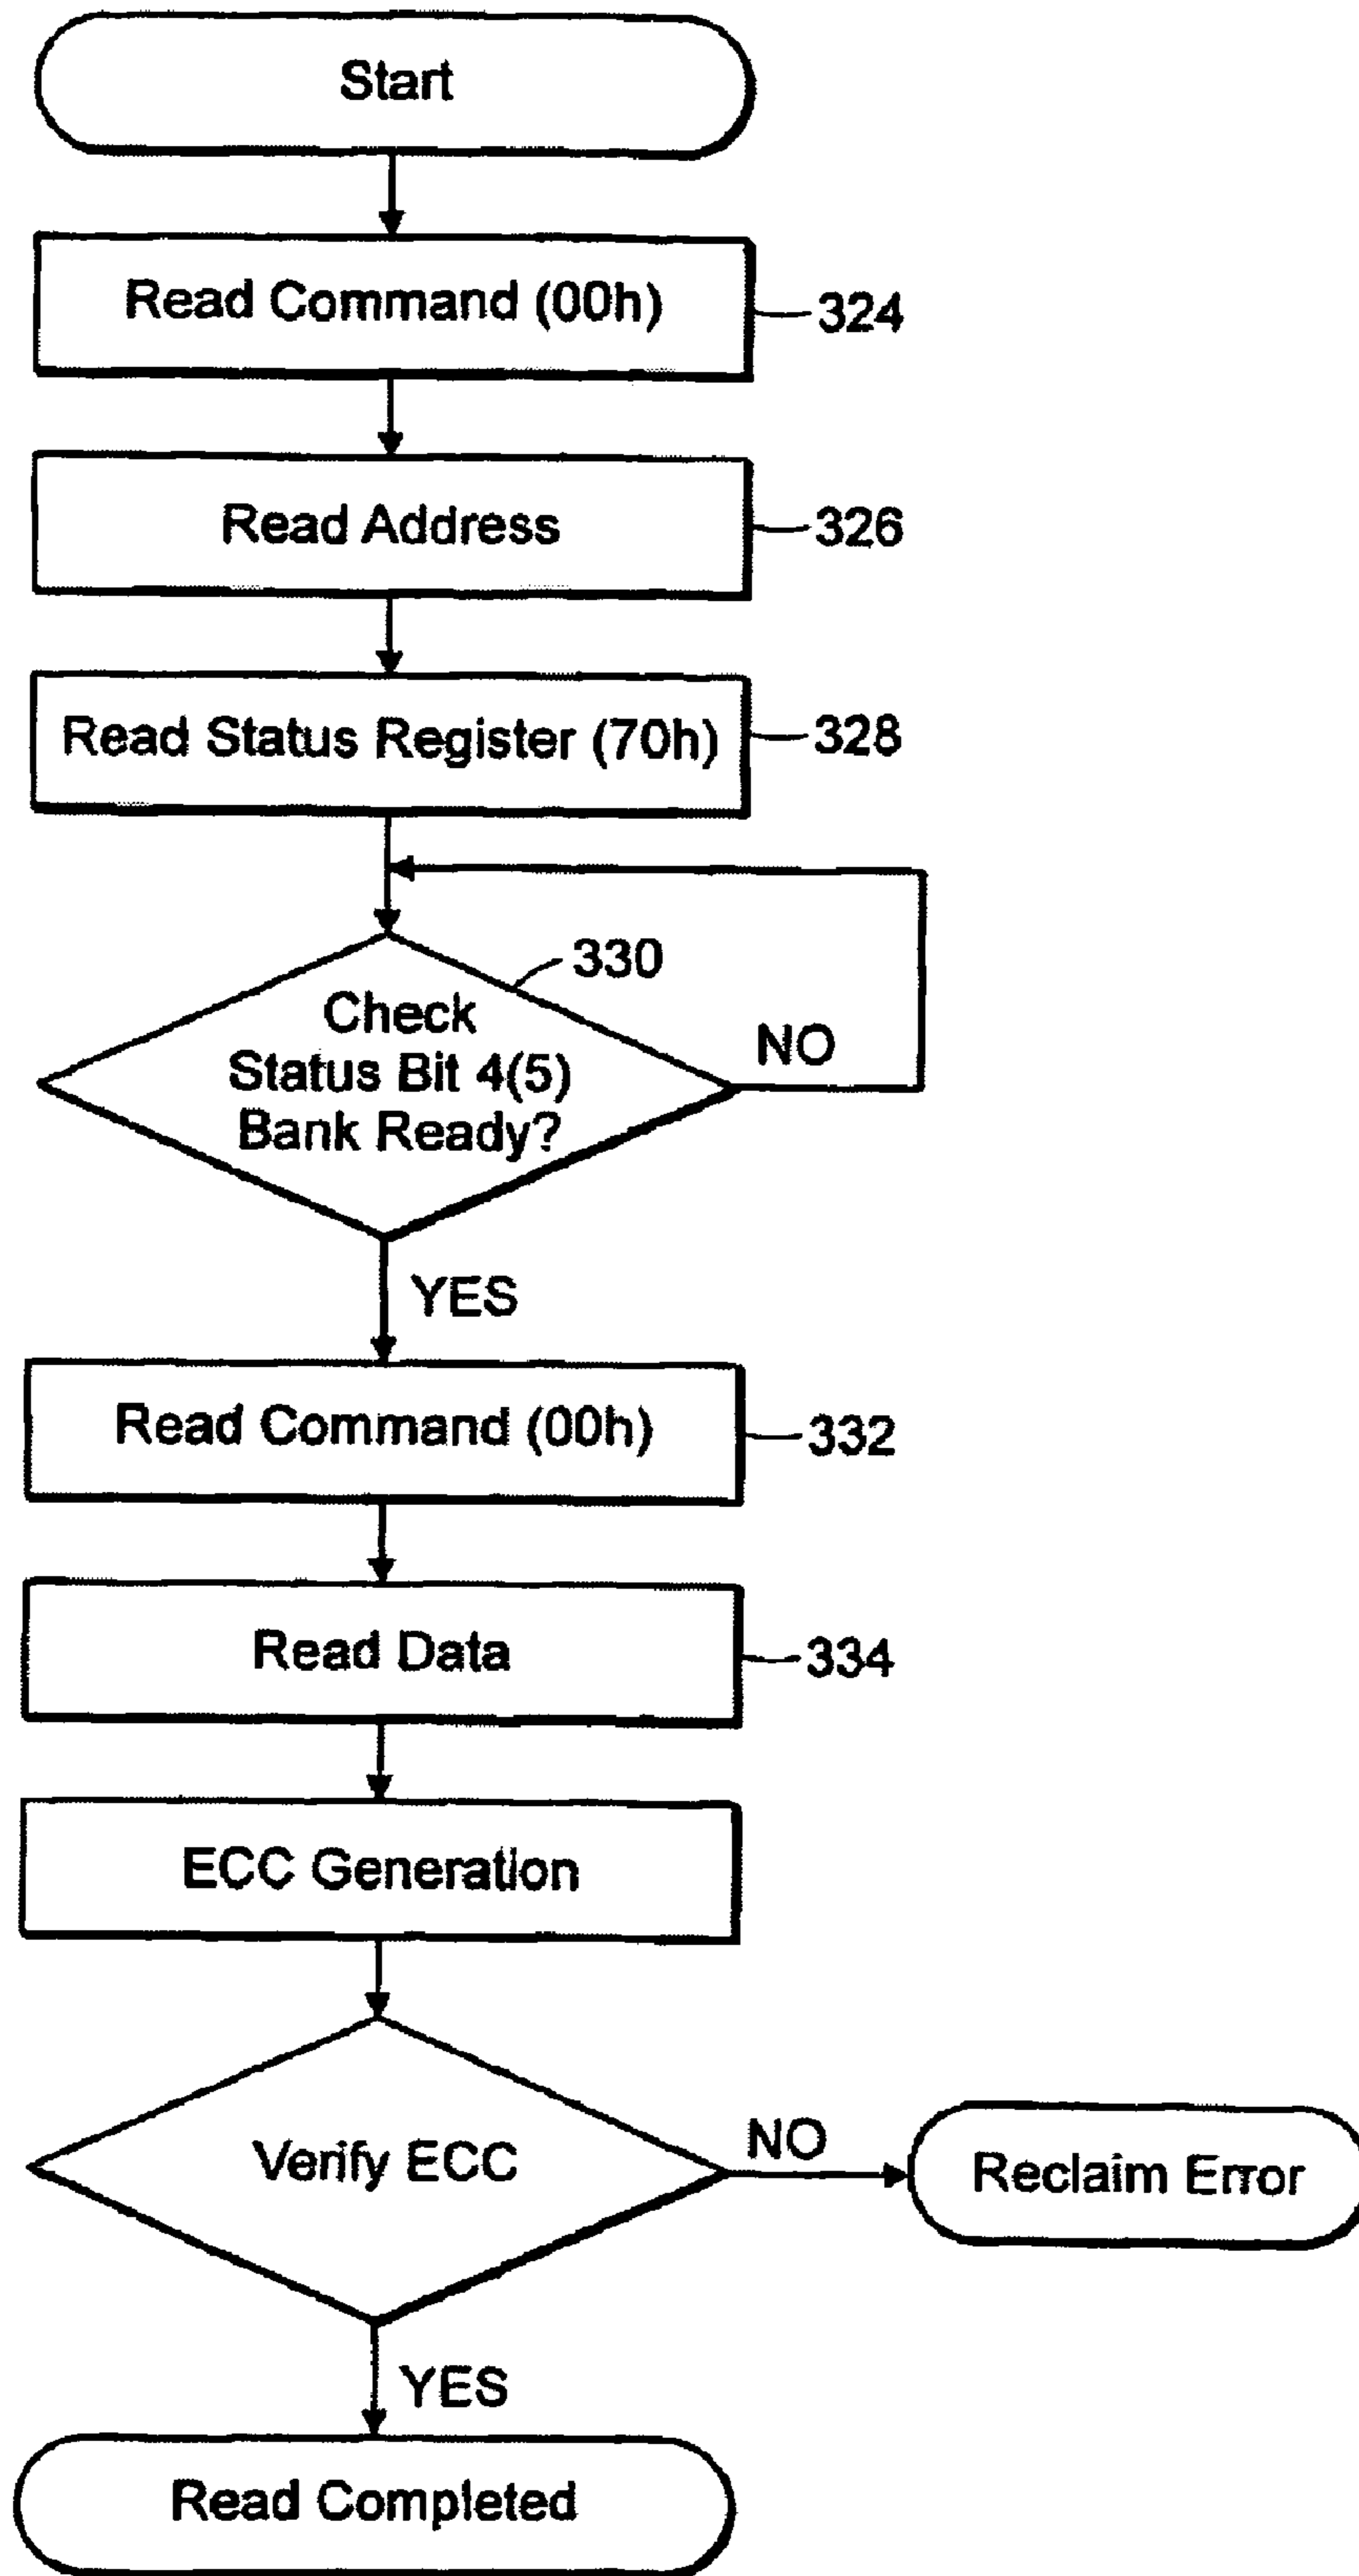 Start
Read Command (00h)
324
Read Address
326
Read Status Register (70h)
328
330
Check
Status Bit 4(5)
Bank Ready?
NO
YES
Read Command (00h)
332
Read Data
334
ECC Generation
Verify ECC
NO
Reclaim Error
YES
Read Completed